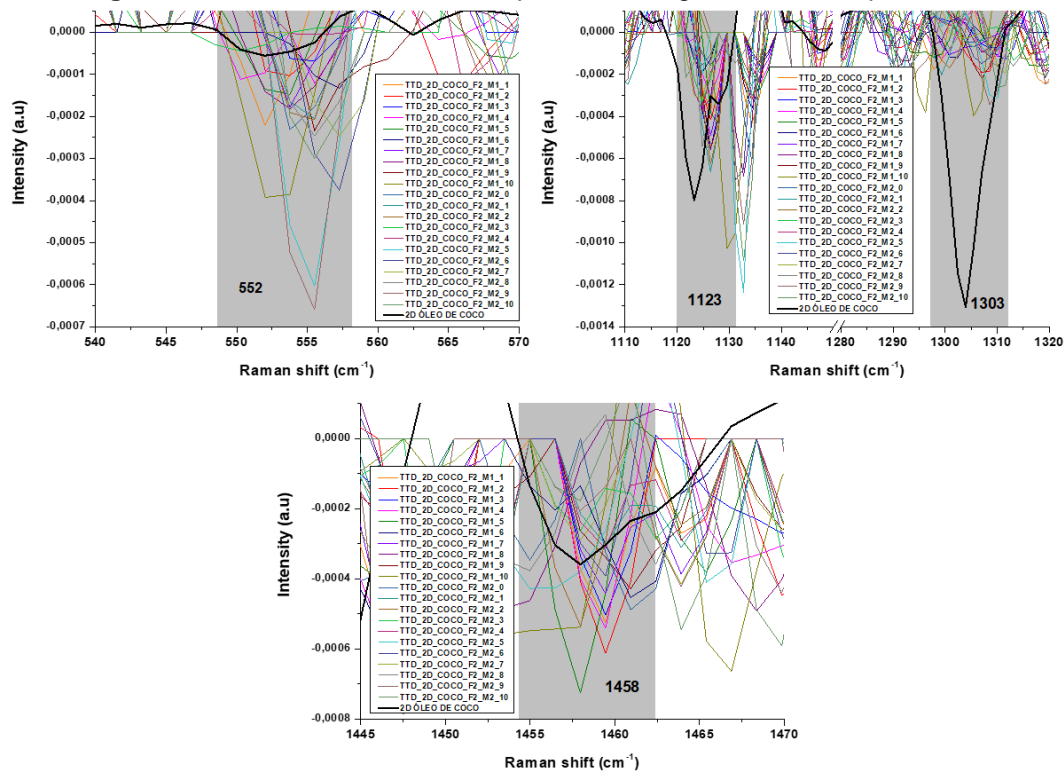 0,0000
-0,0001
-0,0002
-0,0003
-0,0004
-0,0005
-0,0006
-0,0007
Intensity (a.u)
552
TTD_2D_COCO_F2_M1_1
TTD_2D_COCO_F2_M1_2
TTD_2D_COCO_F2_M1_3
TTD_2D_COCO_F2_M1_4
TTD_2D_COCO_F2_M1_5
TTD_2D_COCO_F2_M1_6
TTD_2D_COCO_F2_M1_7
TTD_2D_COCO_F2_M1_8
TTD_2D_COCO_F2_M1_9
TTD_2D_COCO_F2_M1_10
TTD_2D_COCO_F2_M2_0
TTD_2D_COCO_F2_M2_1
TTD_2D_COCO_F2_M2_2
TTD_2D_COCO_F2_M2_3
TTD_2D_COCO_F2_M2_4
TTD_2D_COCO_F2_M2_5
TTD_2D_COCO_F2_M2_6
TTD_2D_COCO_F2_M2_7
TTD_2D_COCO_F2_M2_8
TTD_2D_COCO_F2_M2_9
TTD_2D_COCO_F2_M2_10
2D ÓLEO DE COCO
540 545 550 555 560 565 570
Raman shift (cm⁻¹)
0,0000
-0,0002
-0,0004
-0,0006
-0,0008
-0,0010
-0,0012
-0,0014
Intensity (a.u)
1123
TTD_2D_COCO_F2_M1_1
TTD_2D_COCO_F2_M1_2
TTD_2D_COCO_F2_M1_3
TTD_2D_COCO_F2_M1_4
TTD_2D_COCO_F2_M1_5
TTD_2D_COCO_F2_M1_6
TTD_2D_COCO_F2_M1_7
TTD_2D_COCO_F2_M1_8
TTD_2D_COCO_F2_M1_9
TTD_2D_COCO_F2_M1_10
TTD_2D_COCO_F2_M2_0
TTD_2D_COCO_F2_M2_1
TTD_2D_COCO_F2_M2_2
TTD_2D_COCO_F2_M2_3
TTD_2D_COCO_F2_M2_4
TTD_2D_COCO_F2_M2_5
TTD_2D_COCO_F2_M2_6
TTD_2D_COCO_F2_M2_7
TTD_2D_COCO_F2_M2_8
TTD_2D_COCO_F2_M2_9
TTD_2D_COCO_F2_M2_10
2D ÓLEO DE COCO
1303
1110 1120 1130 1140 1280 1290 1300 1310 1320
Raman shift (cm⁻¹)
0,0000
-0,0002
-0,0004
-0,0006
-0,0008
Intensity (a.u)
TTD_2D_COCO_F2_M1_1
TTD_2D_COCO_F2_M1_2
TTD_2D_COCO_F2_M1_3
TTD_2D_COCO_F2_M1_4
TTD_2D_COCO_F2_M1_5
TTD_2D_COCO_F2_M1_6
TTD_2D_COCO_F2_M1_7
TTD_2D_COCO_F2_M1_8
TTD_2D_COCO_F2_M1_9
TTD_2D_COCO_F2_M1_10
TTD_2D_COCO_F2_M2_0
TTD_2D_COCO_F2_M2_1
TTD_2D_COCO_F2_M2_2
TTD_2D_COCO_F2_M2_3
TTD_2D_COCO_F2_M2_4
TTD_2D_COCO_F2_M2_5
TTD_2D_COCO_F2_M2_6
TTD_2D_COCO_F2_M2_7
TTD_2D_COCO_F2_M2_8
TTD_2D_COCO_F2_M2_9
TTD_2D_COCO_F2_M2_10
2D ÓLEO DE COCO
1458
1445 1450 1455 1460 1465 1470
Raman shift (cm⁻¹)